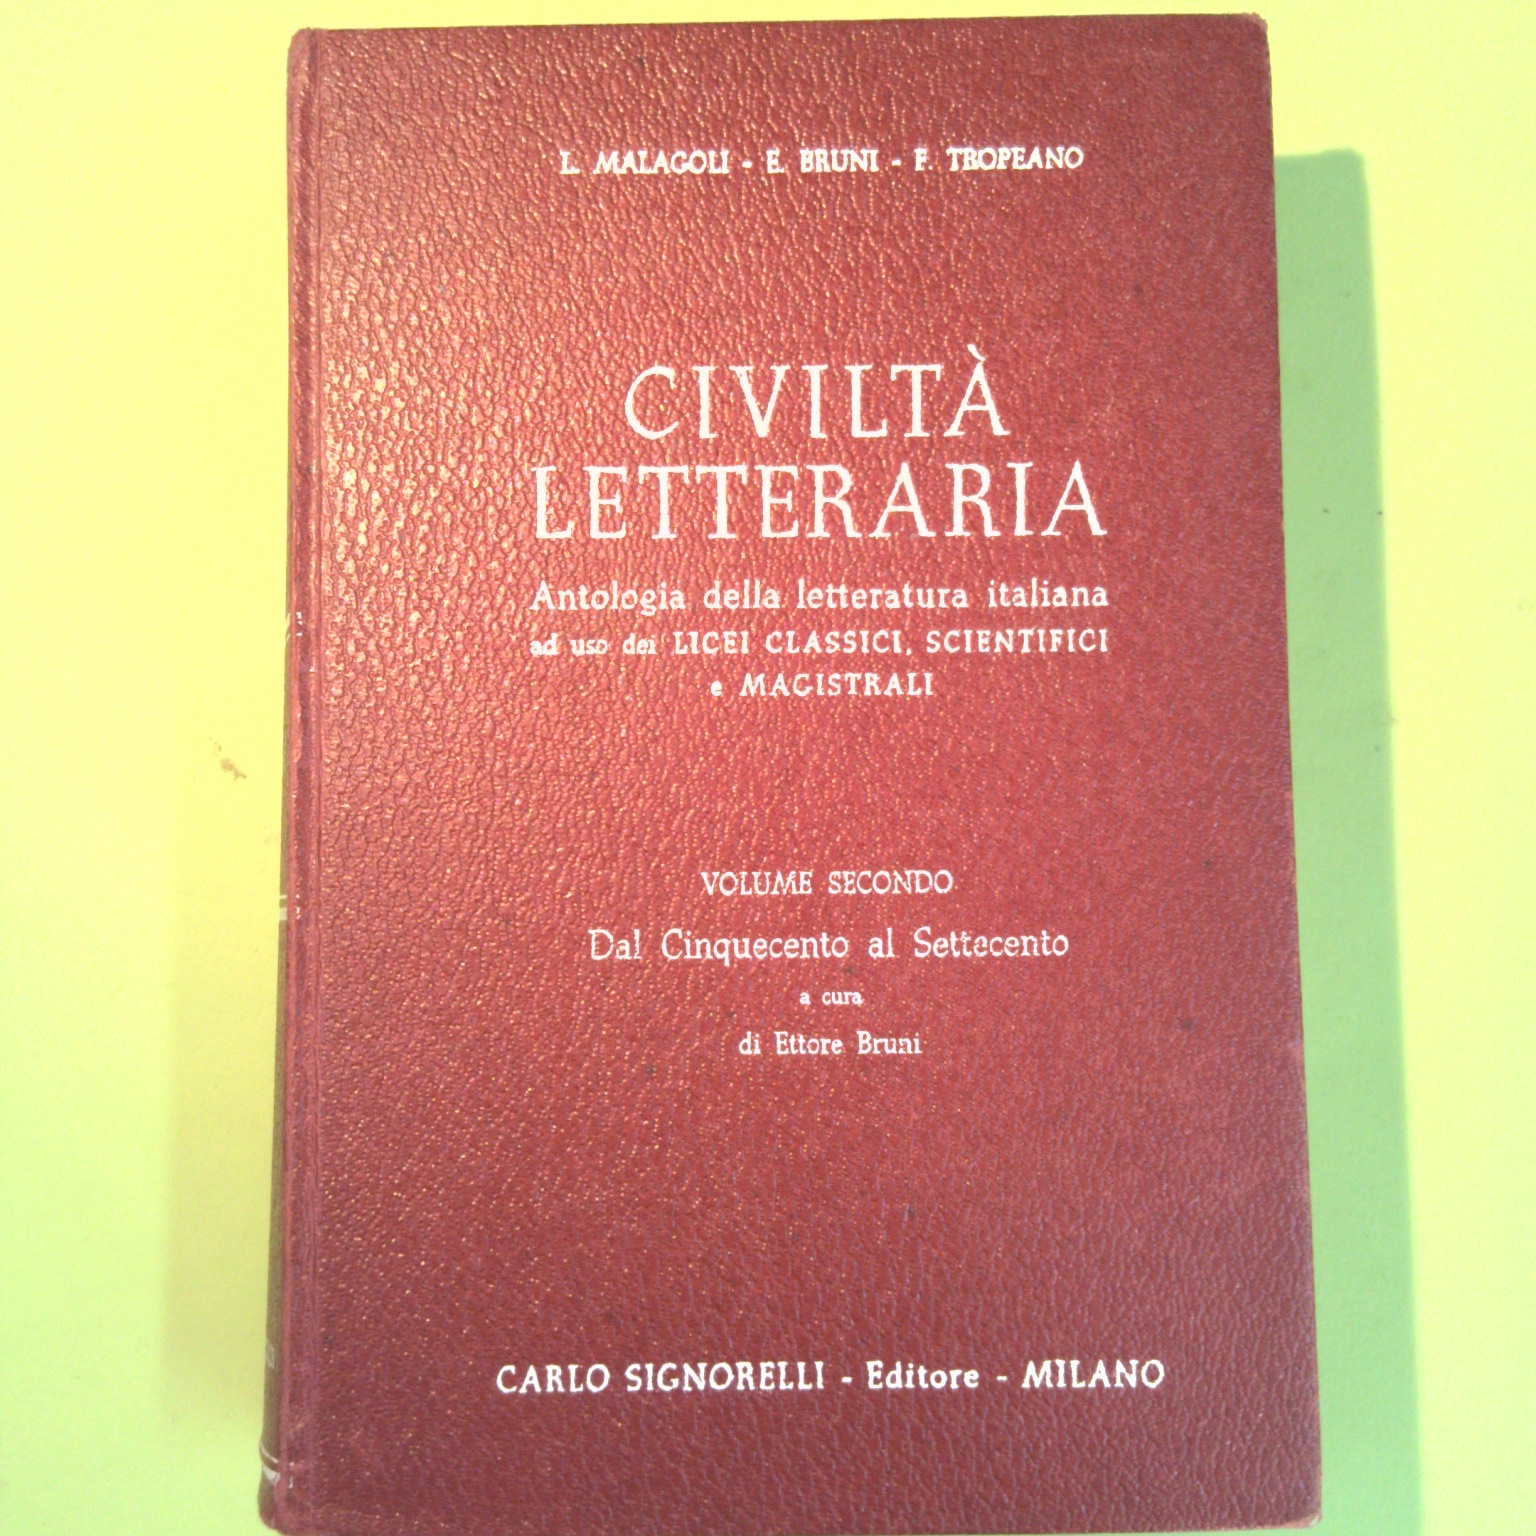 L. MALAGOLI - E. BRUNI - F. TROPEANO
CIVILTÀ
LETTERARIA
Antologia della letteratura italiana
ad uso dei LICEI CLASSICI, SCIENTIFICI
e MAGISTRALI
VOLUME SECONDO
Dal Cinquecento al Settecento
a cura
di Ettore Bruni
CARLO SIGNORELLI - Editore - MILANO